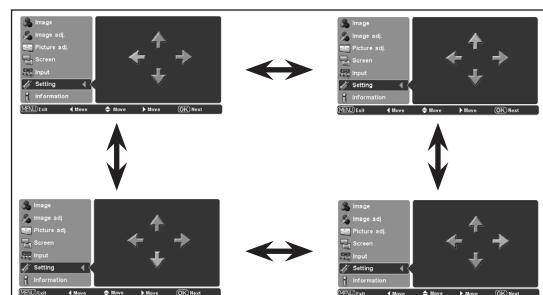 Image
Image adj.
Picture adj.
Screen
Input
Setting
Information
MENU Exit Move Move Move OK Next
Image
Image adj.
Picture adj.
Screen
Input
Setting
Information
MENU Exit Move Move Move OK Next
Image
Image adj.
Picture adj.
Screen
Input
Setting
Information
MENU Exit Move Move Move OK Next
Image
Image adj.
Picture adj.
Screen
Input
Setting
Information
MENU Exit Move Move Move OK Next